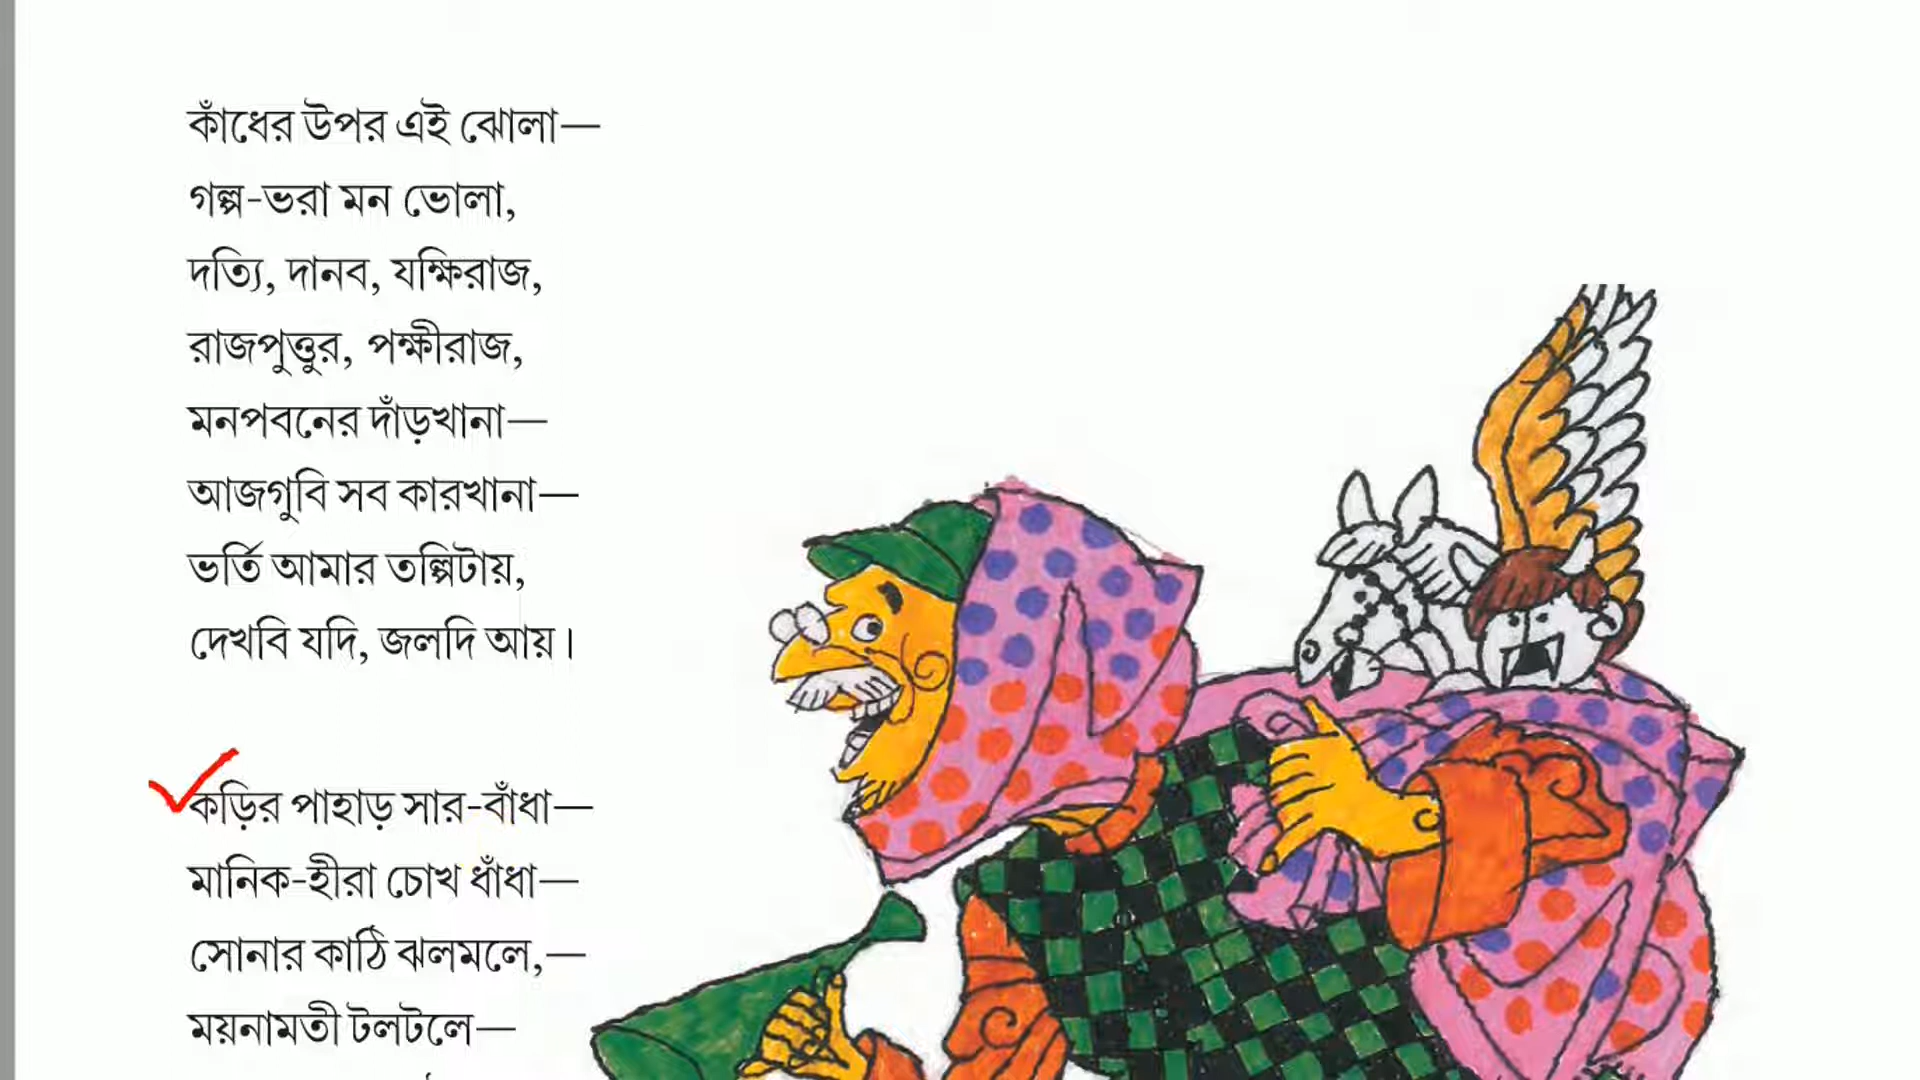 কাঁধের উপর এই ঝোলা—
গল্প-ভরা মন ভোলা,
দত্যি, দানব, যক্ষিরাজ,
রাজপুত্তুর, পক্ষীরাজ,
মনপবনের দাঁড়খানা—
আজগুবি সব কারখানা—
ভর্তি আমার তল্পিটায়,
দেখবি যদি, জলদি আয়।
কড়ির পাহাড় সার-বাঁধা—
মানিক-হীরা চোখ ধাঁধা—
সোনার কাঠি ঝলমলে,—
ময়নামতী টলটলে—